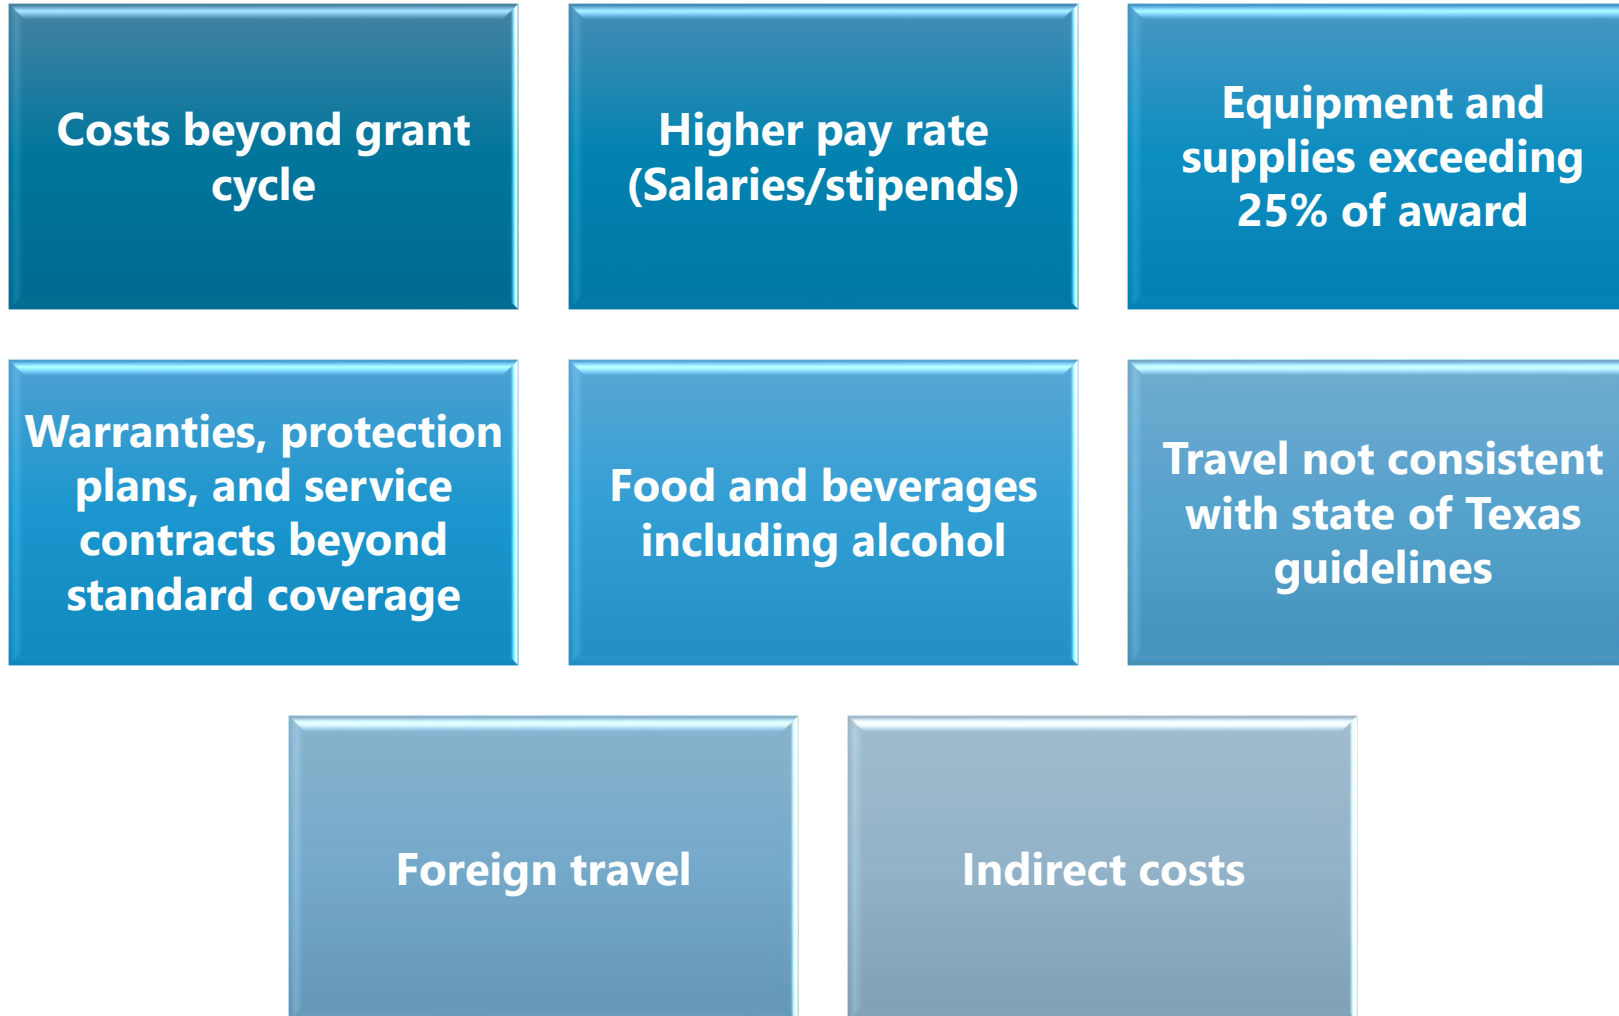 Costs beyond grant
cycle
Higher pay rate
(Salaries/stipends)
Equipment and
supplies exceeding
25% of award
Warranties, protection
plans, and service
contracts beyond
standard coverage
Food and beverages
including alcohol
Travel not consistent
with state of Texas
guidelines
Foreign travel
Indirect costs